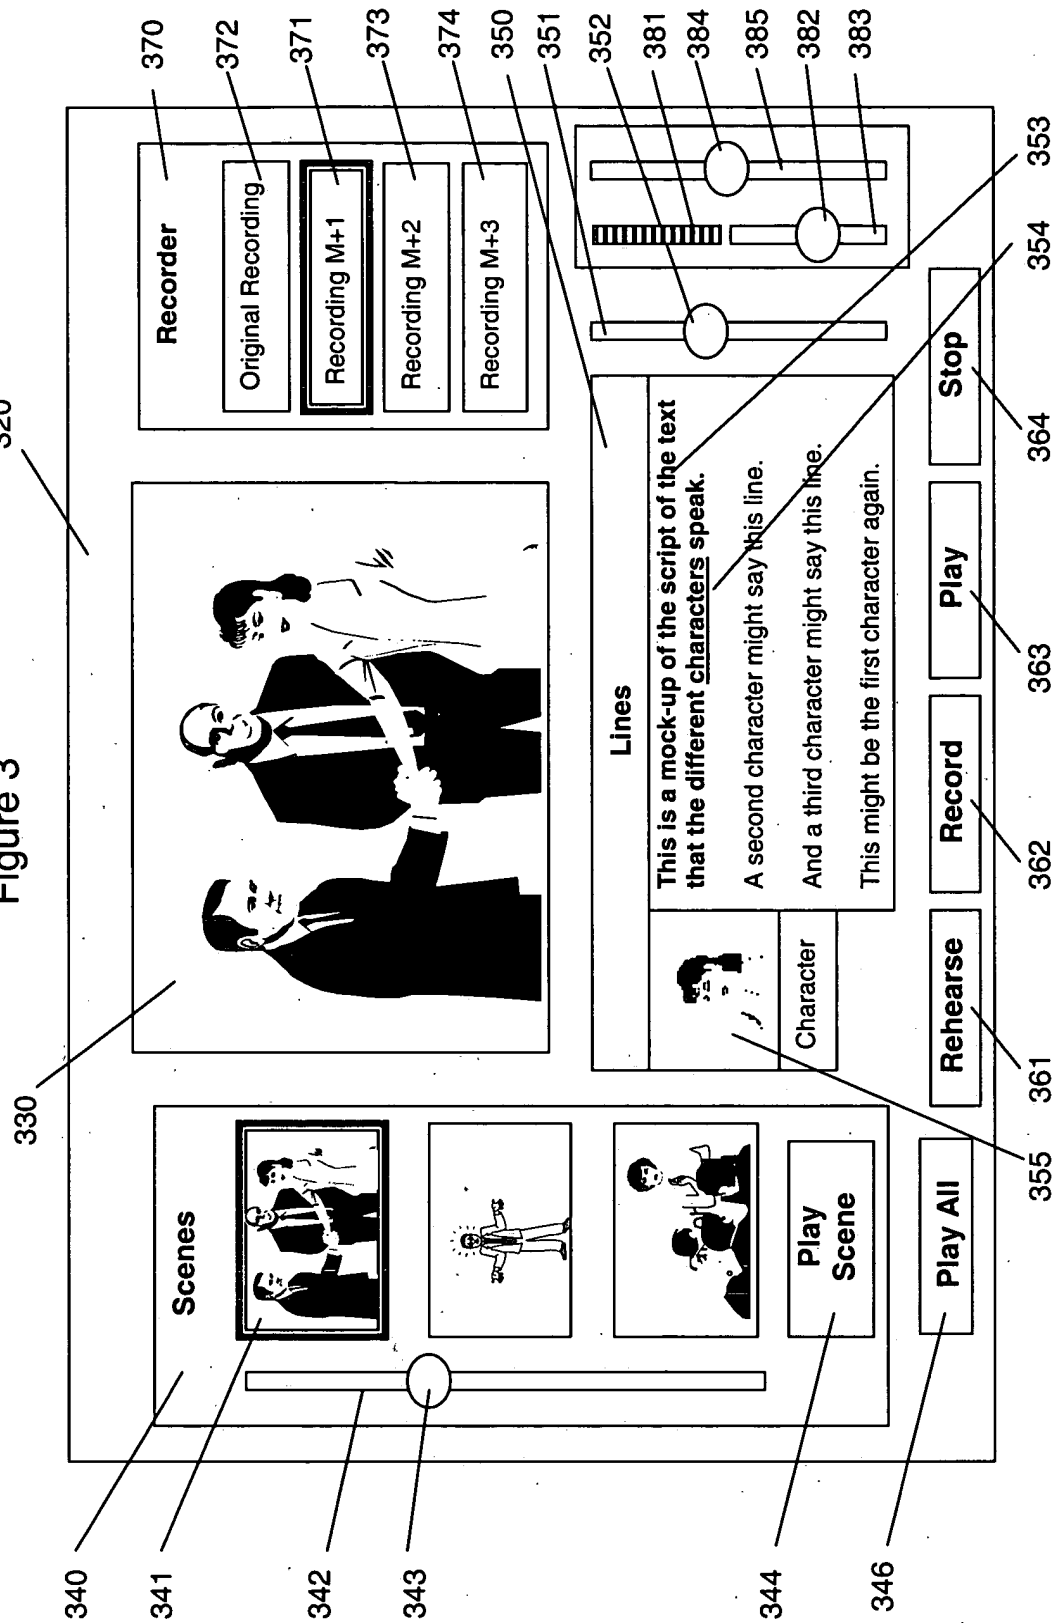 Figure 3
320
330
340
341
342
343
344
346
Scenes
Play Scene
Play All
Recorder
Original Recording
Recording M+1
Recording M+2
Recording M+3
Lines
This is a mock-up of the script of the text
that the different characters speak.
A second character might say this line.
And a third character might say this line.
This might be the first character again.
Character
Rehearse
Record
Play
Stop
370
372
371
373
374
350
351
352
381
384
385
382
383
355
361
362
363
364
354
353